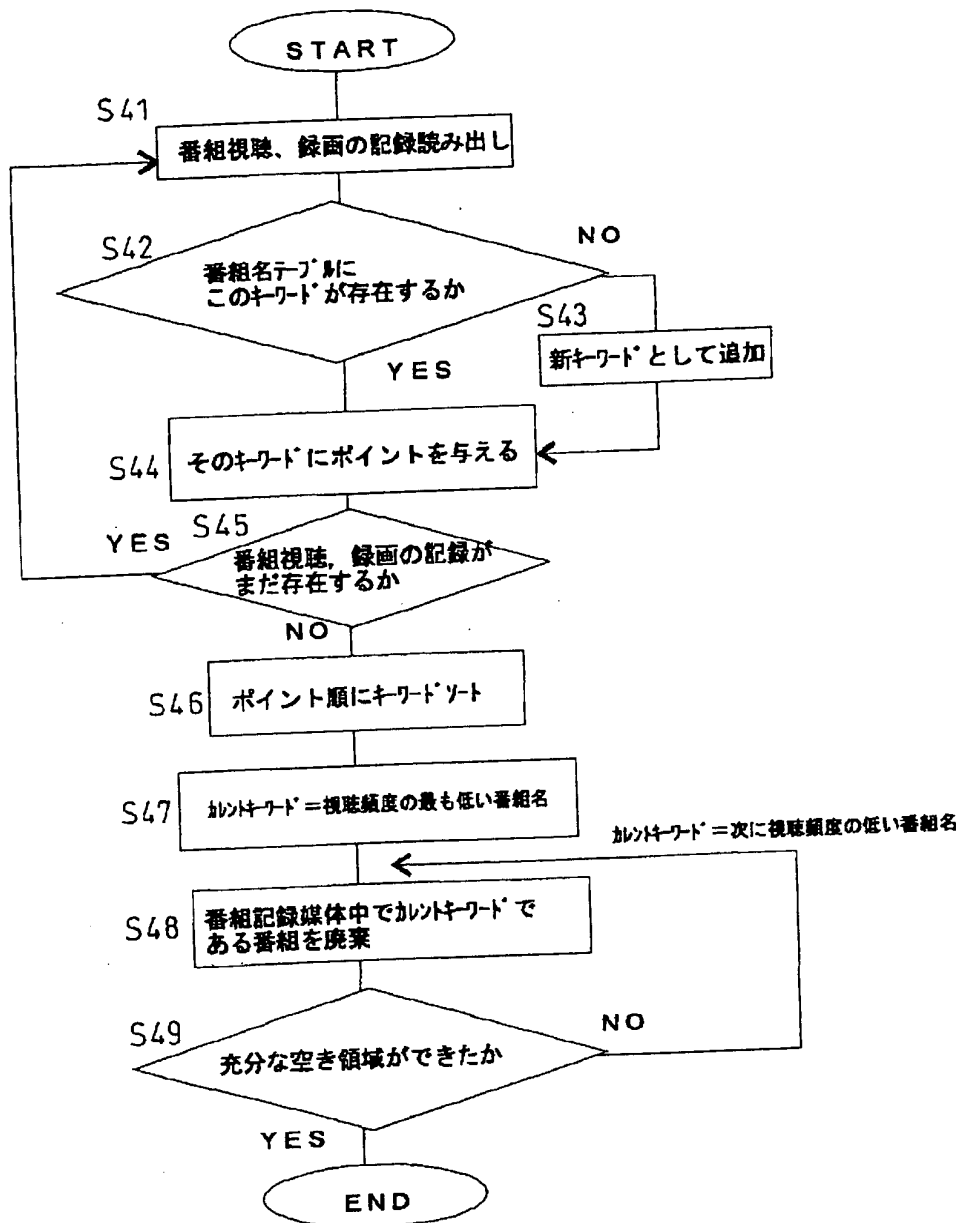 START
S41
番組視聴、録画の記録読み出し
S42
NO
番組名ﾃｰﾌﾞﾙに
このｷｰﾜｰﾄﾞが存在するか
S43
新ｷｰﾜｰﾄﾞとして追加
YES
S44
そのｷｰﾜｰﾄﾞにポイントを与える
S45
YES
番組視聴，録画の記録が
まだ存在するか
NO
S46
ポイント順にｷｰﾜｰﾄﾞｿｰﾄ
S47
ｶﾚﾝﾄｷｰﾜｰﾄﾞ＝視聴頻度の最も低い番組名
ｶﾚﾝﾄｷｰﾜｰﾄﾞ＝次に視聴頻度の低い番組名
S48
番組記録媒体中でｶﾚﾝﾄｷｰﾜｰﾄﾞで
ある番組を廃棄
S49
NO
充分な空き領域ができたか
YES
END